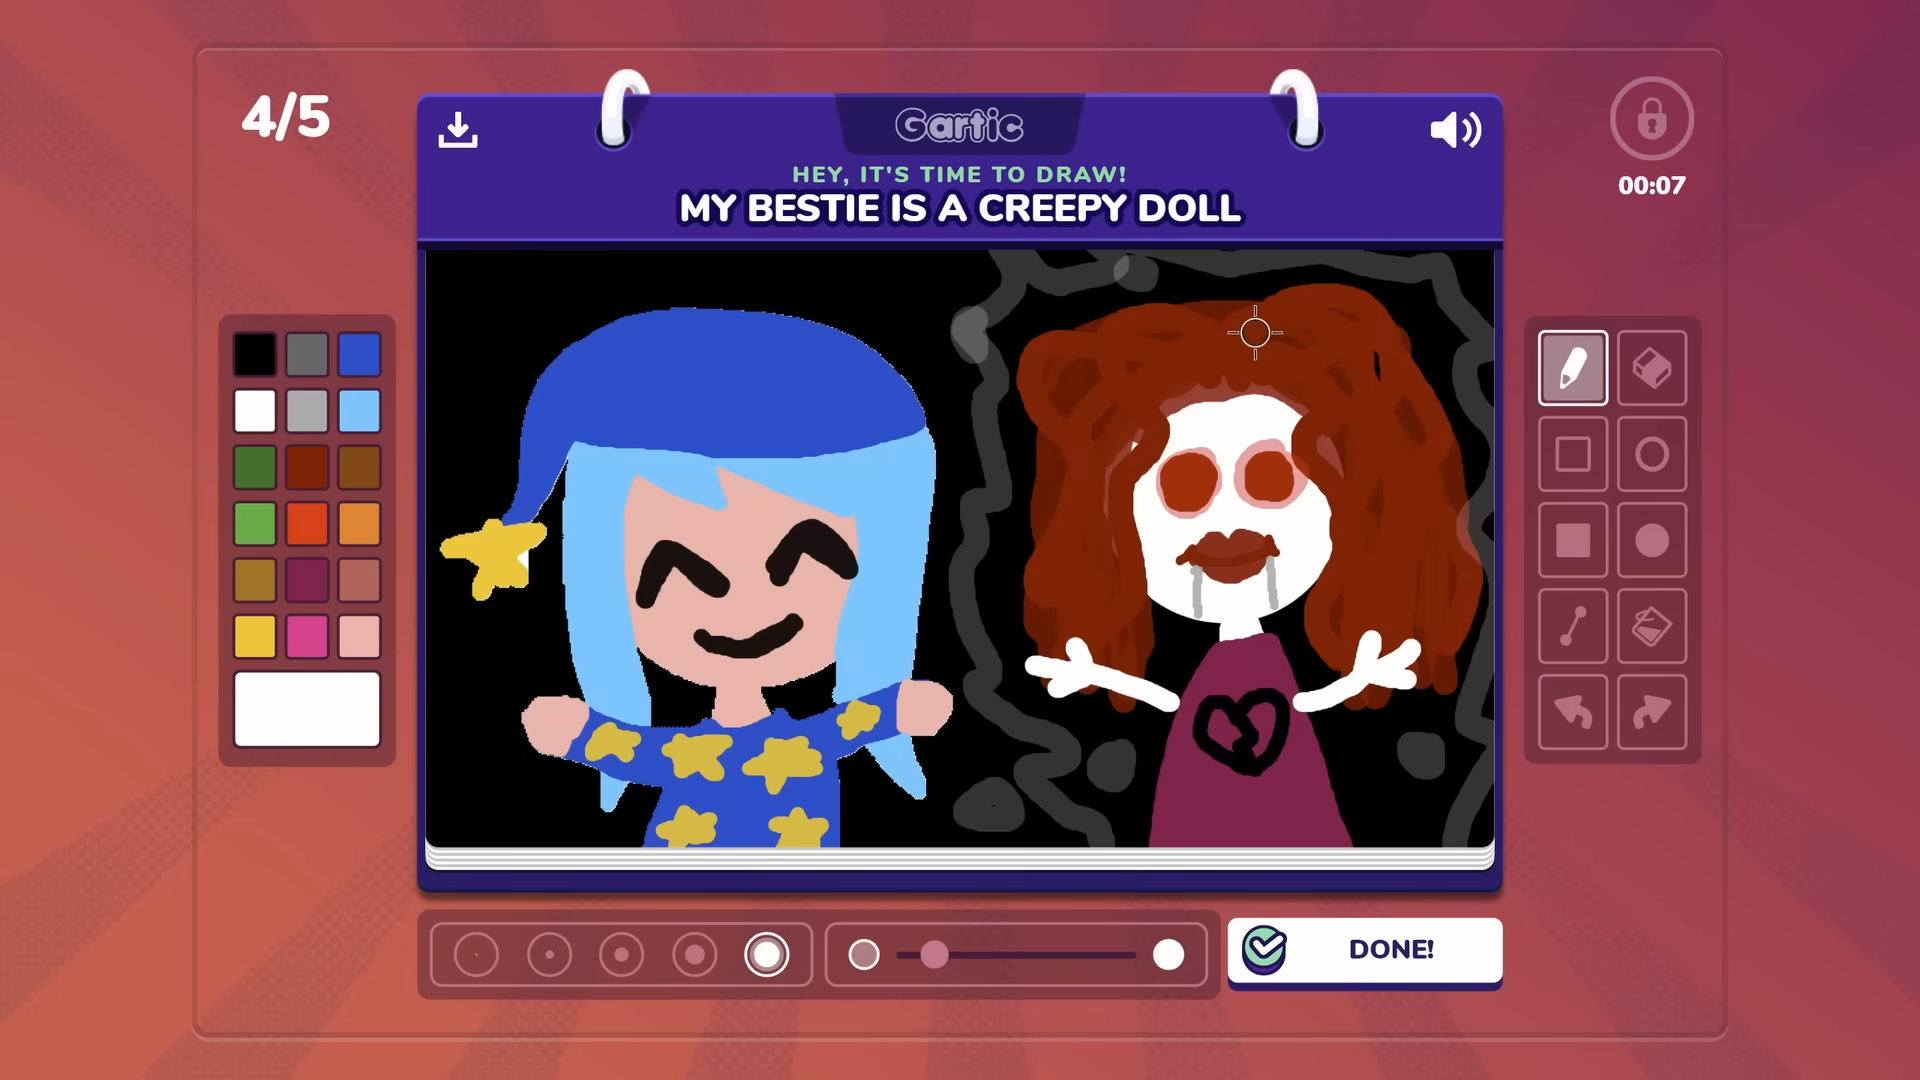 4/5
Gartic
00:07
HEY, IT'S TIME TO DRAW!
MY BESTIE IS A CREEPY DOLL
DONE!